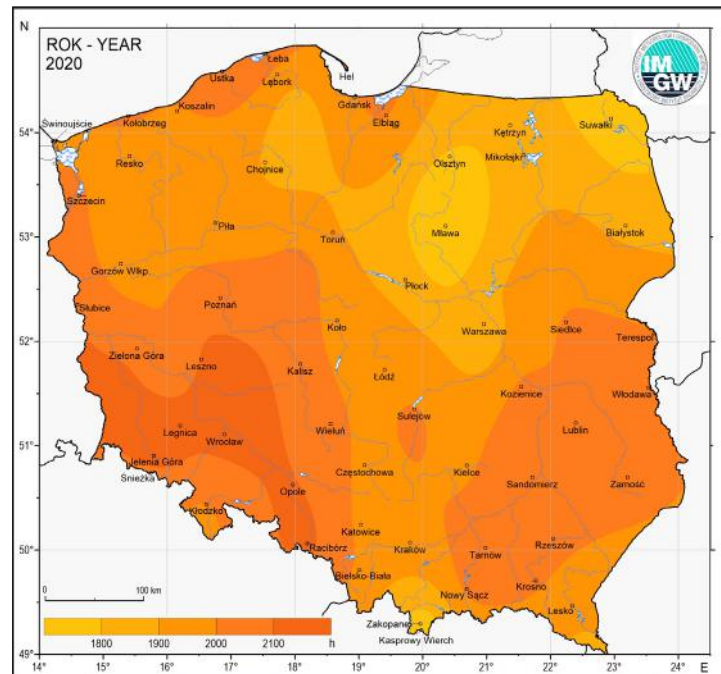 ROK - YEAR
2020
IM
GW
Łeba
Ustka
Lębork
Hel
Koszalin
Gdańsk
Elbląg
Kołobrzeg
Świnoujście
54°
Kętrzyn
Suwałki
Resko
Chojnice
Olsztyn
Mikołajki
Szczecin
Piła
Toruń
Mława
Białystok
53°
Gorzów Wlkp.
Płock
Słubice
Poznań
Koło
Warszawa
Siedlce
Terespol
52°
Zielona Góra
Leszno
Kalisz
Łódź
Kozienice
Włodawa
Sulejów
Legnica
Wrocław
Wieluń
Lublin
51°
Jelenia Góra
Śnieżka
Częstochowa
Kielce
Sandomierz
Zamość
Opole
Kłodzko
Katowice
Racibórz
Kraków
Tarnów
Rzeszów
50°
Bielsko-Biała
Nowy Sącz
Krosno
Lesko
0 100 km
Zakopane
Kasprowy Wierch
1800 1900 2000 2100 h
49°
14° 15° 16° 17° 18° 19° 20° 21° 22° 23° E